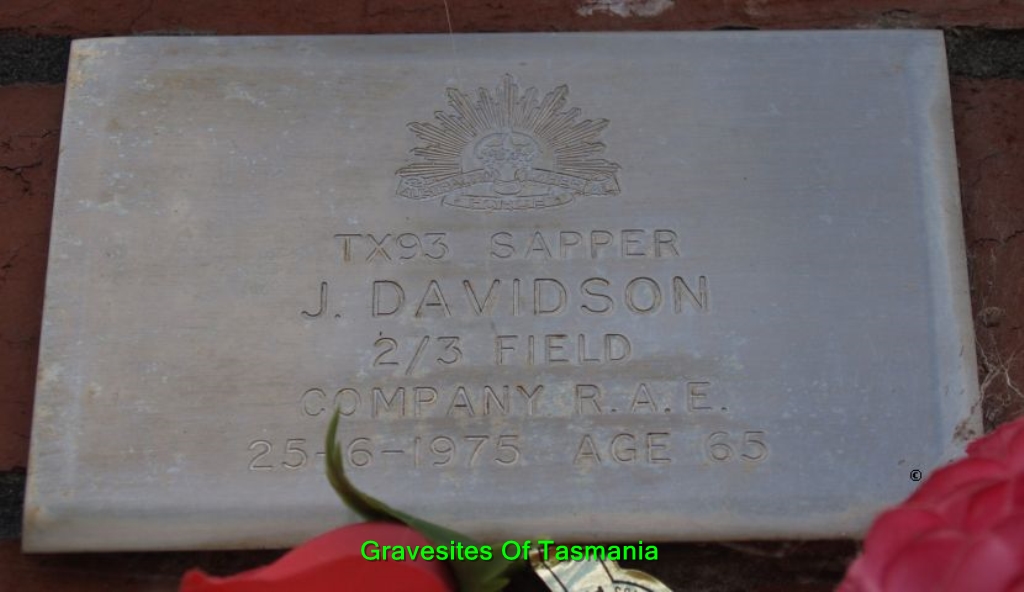 TX93 SAPPER
J. DAVIDSON
2/3 FIELD
COMPANY R.A.E.
25-6-1975 AGE 65
©
Gravesites Of Tasmania